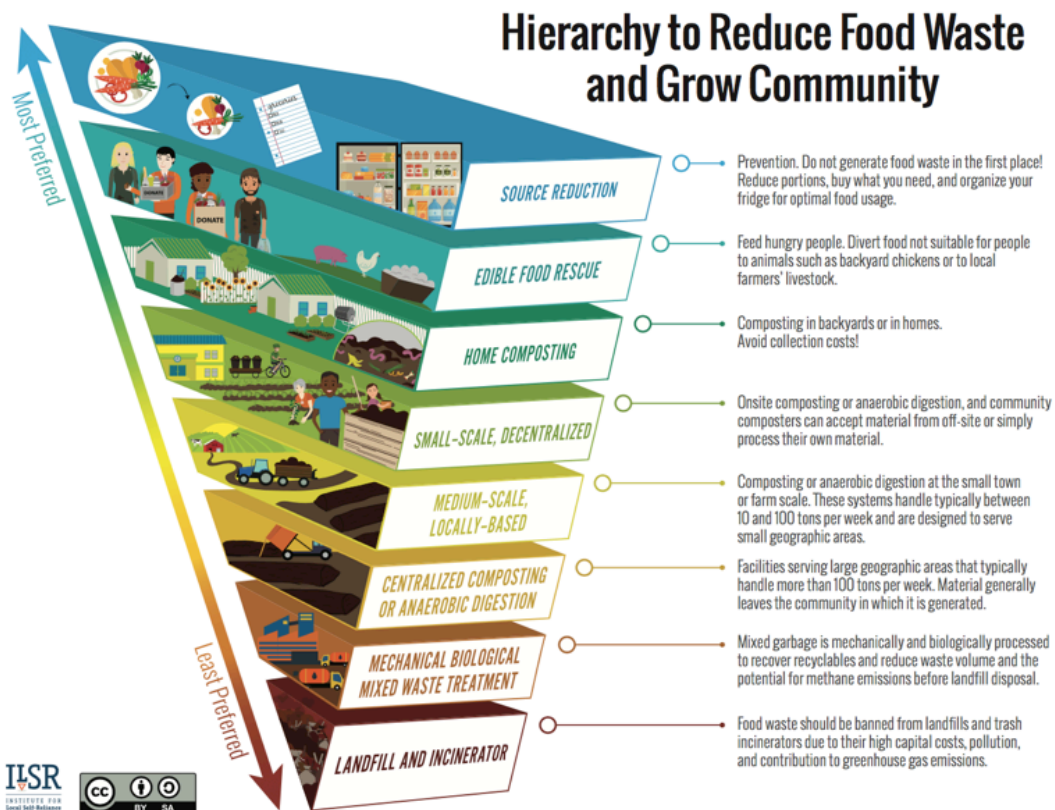 Hierarchy to Reduce Food Waste
and Grow Community
Most Preferred
DONATE
DONATE
SOURCE REDUCTION
Prevention. Do not generate food waste in the first place!
Reduce portions, buy what you need, and organize your
fridge for optimal food usage.
EDIBLE FOOD RESCUE
Feed hungry people. Divert food not suitable for people
to animals such as backyard chickens or to local
farmers' livestock.
HOME COMPOSTING
Composting in backyards or in homes.
Avoid collection costs!
SMALL-SCALE, DECENTRALIZED
Onsite composting or anaerobic digestion, and community
composters can accept material from off-site or simply
process their own material.
MEDIUM-SCALE,
LOCALLY-BASED
Composting or anaerobic digestion at the small town
or farm scale. These systems handle typically between
10 and 100 tons per week and are designed to serve
small geographic areas.
CENTRALIZED COMPOSTING
OR ANAEROBIC DIGESTION
Facilities serving large geographic areas that typically
handle more than 100 tons per week. Material generally
leaves the community in which it is generated.
MECHANICAL BIOLOGICAL
MIXED WASTE TREATMENT
Mixed garbage is mechanically and biologically processed
to recover recyclables and reduce waste volume and the
potential for methane emissions before landfill disposal.
Least Preferred
LANDFILL AND INCINERATOR
Food waste should be banned from landfills and trash
incinerators due to their high capital costs, pollution,
and contribution to greenhouse gas emissions.
ILSR
INSTITUTE FOR
Local Self-Reliance
cc
BY SA